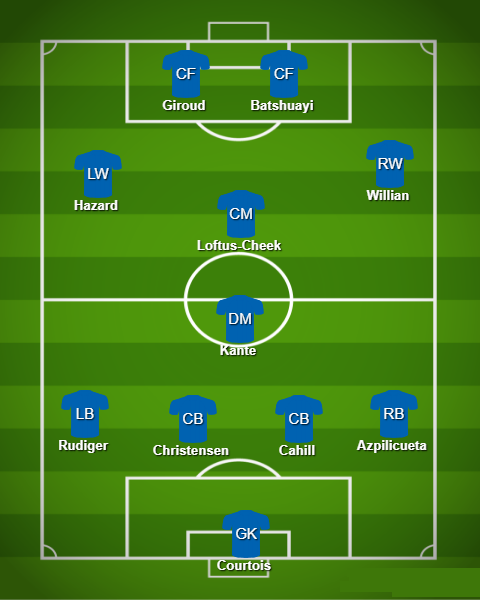 CF
CF
Giroud
Batshuayi
LW
RW
Hazard
Willian
CM
Loftus-Cheek
DM
Kante
LB
CB
CB
RB
Rudiger
Christensen
Cahill
Azpilicueta
GK
Courtois